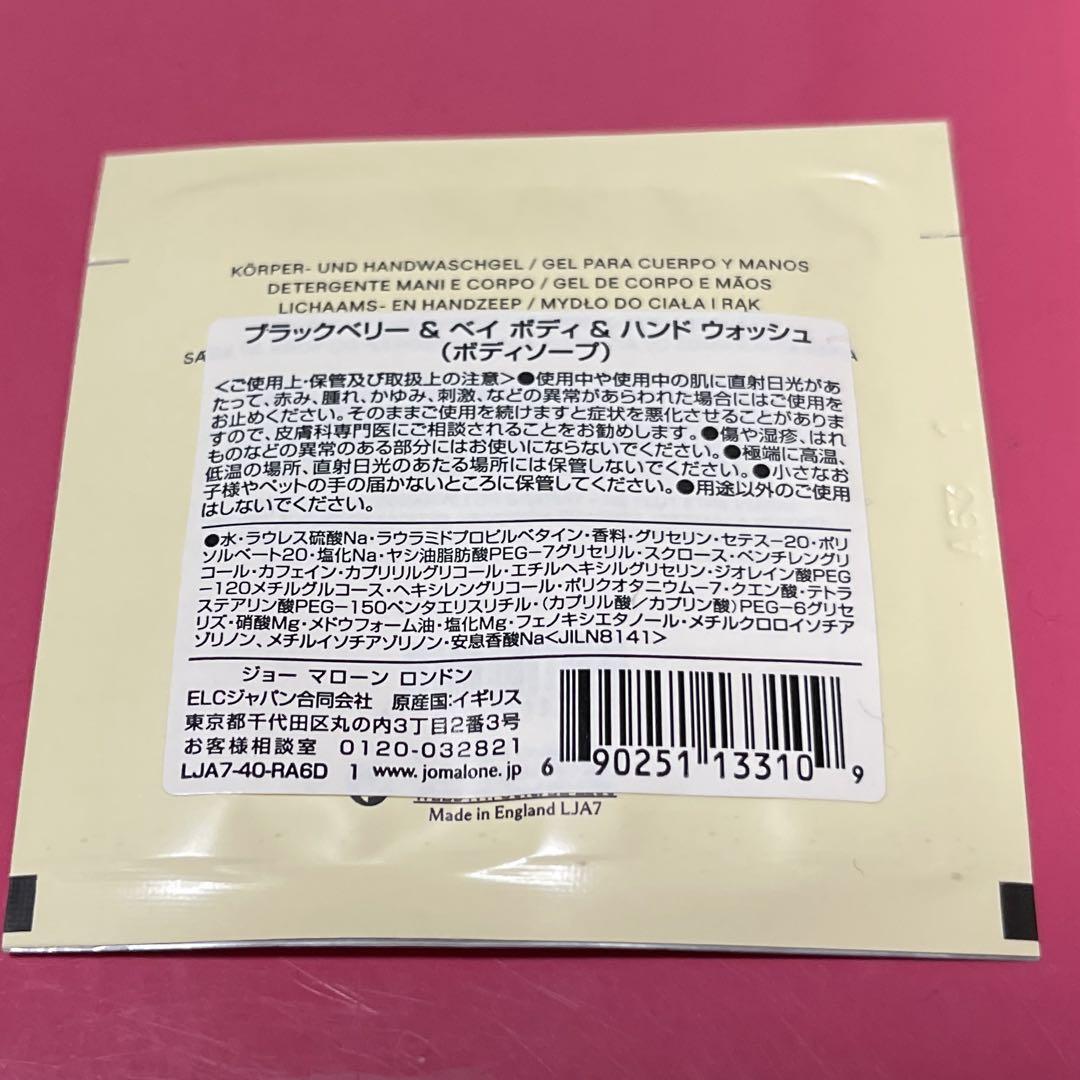 KÖRPER- UND HANDWASCHGEL / GEL PARA CUERPO Y MANOS
DETERGENTE MANI E CORPO / GEL DE CORPO E MÃOS
LICHAAMS- EN HANDZEEP / MYDŁO DO CIAŁA I RĄK
ブラックベリー & ベイ ボディ & ハンド ウォッシュ
(ボディソープ)
<ご使用上・保管及び取扱上の注意>●使用中や使用中の肌に直射日光があ
たって、赤み、腫れ、かゆみ、刺激、などの異常があらわれた場合にはご使用を
お止めください。そのままご使用を続けますと症状を悪化させることがありま
すので、皮膚科専門医にご相談されることをお勧めします。●傷や湿疹、はれ
ものなどの異常のある部分にはお使いにならないでください。●極端に高温、
低温の場所、直射日光のあたる場所には保管しないでください。●小さなお
子様やペットの手の届かないところに保管してください。●用途以外のご使用
はしないでください。
●水・ラウレス硫酸Na・ラウラミドプロピルベタイン・香料・グリセリン・セテス-20・ポリ
ソルベート20・塩化Na・ヤシ油脂肪酸PEG-7グリセリル・スクロース・ペンチレングリ
コール・カフェイン・カプリリルグリコール・エチルヘキシルグリセリン・ジオレイン酸PEG
-120メチルグルコース・ヘキシレングリコール・ポリクオタニウム-7・クエン酸・テトラ
ステアリン酸PEG-150ペンタエリスリチル・(カプリル酸/カプリン酸)PEG-6グリセ
リズ・硝酸Mg・メドウフォーム油・塩化Mg・フェノキシエタノール・メチルクロロイソチア
ゾリノン、メチルイソチアゾリノン・安息香酸Na<JILN8141>
ジョー マローン ロンドン
ELCジャパン合同会社 原産国:イギリス
東京都千代田区丸の内3丁目2番3号
お客様相談室 0120-032821
LJA7-40-RA6D 1 www.jomalone.jp
6 90251 13310 9
Made in England LJA7